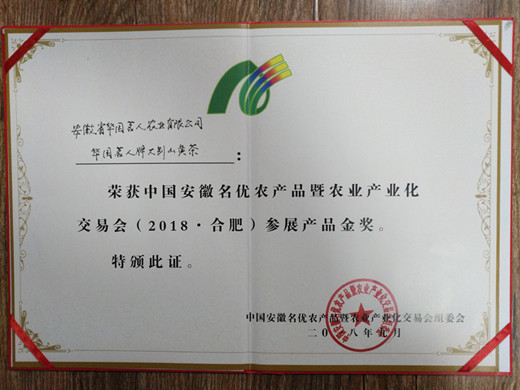 安徽省华国茗人农业有限公司
华国茗人牌大别山黄茶
:
荣获中国安徽名优农产品暨农业产业化
交易会（2018·合肥）参展产品金奖。
特颁此证。
中国安徽名优农产品暨农业产业化交易会组委会
二〇一八年九月